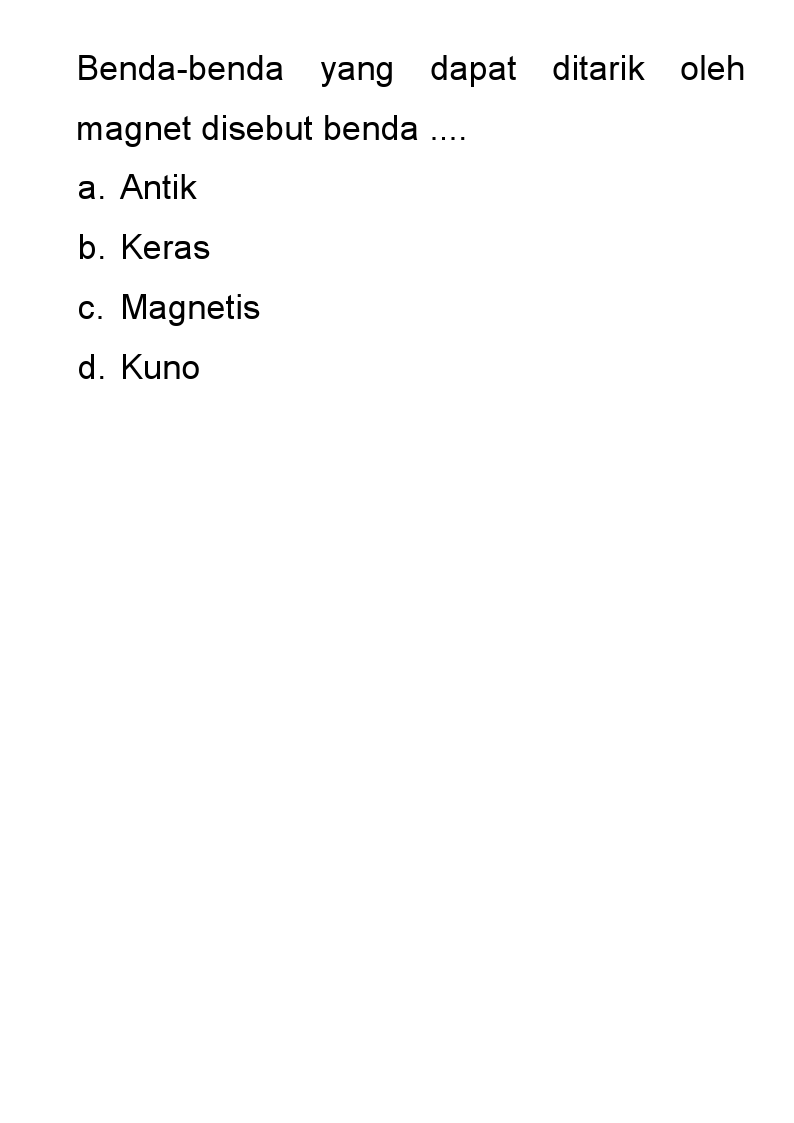 Benda-benda yang dapat ditarik oleh
magnet disebut benda ....
a. Antik
b. Keras
c. Magnetis
d. Kuno